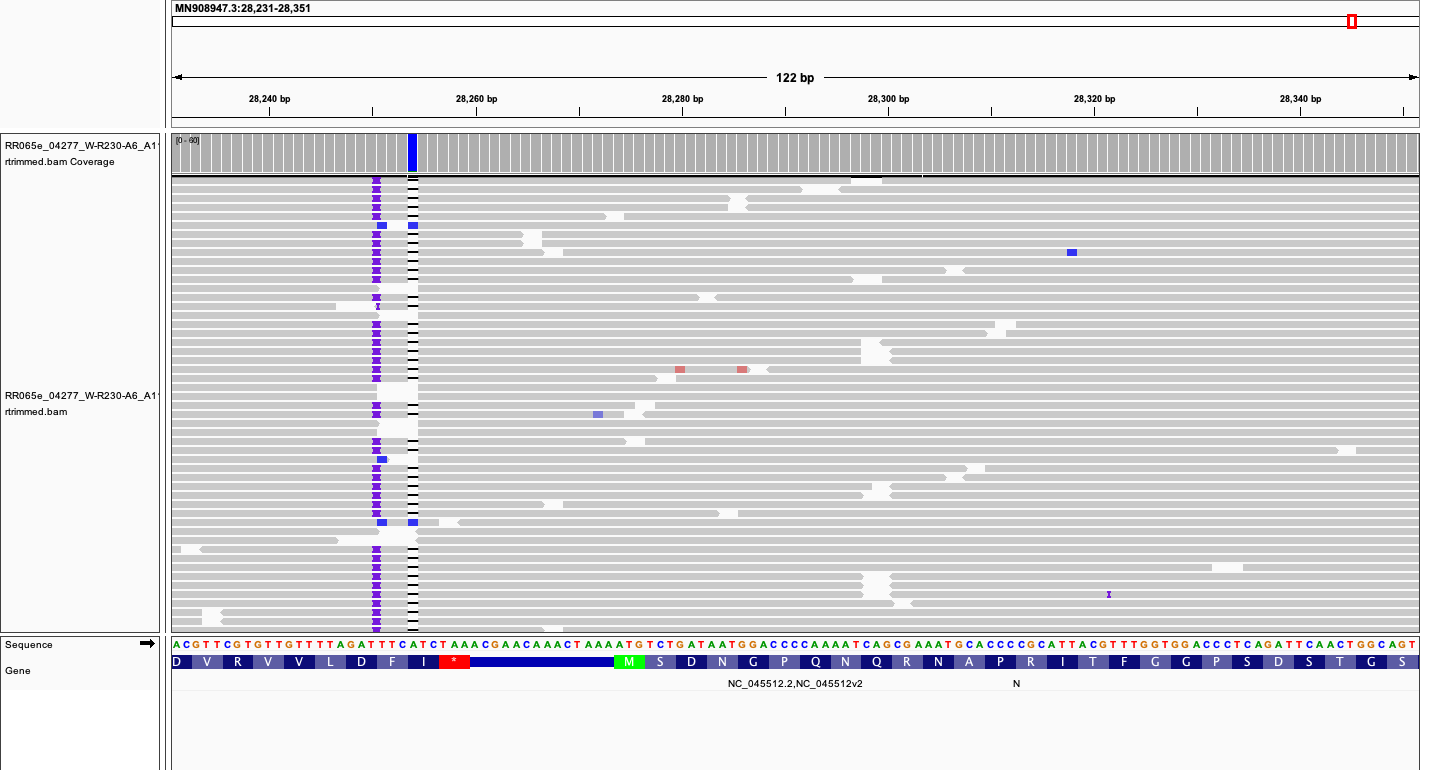 MN908947.3:28,231-28,351
122 bp
28,240 bp 28,260 bp 28,280 bp 28,300 bp 28,320 bp 28,340 bp
RR065e_04277_W-R230-A6_A1
rtrimmed.bam Coverage
[0 - 60]
RR065e_04277_W-R230-A6_A1
rtrimmed.bam
Sequence
ACGTTCGTGTTGTTTTAGATTTCATCTAAACGAACAAACTAAAATGTCTGATAATGGACCCCAAAATCAGCGAAATGCACCCCGCATTACGTTTGGTGGACCCTCAGATTCAACTGGCAGT
Gene
D V R V V L D F I * M S D N G P Q N Q R N A P R I T F G G P S D S T G S
NC_045512.2,NC_045512v2 N